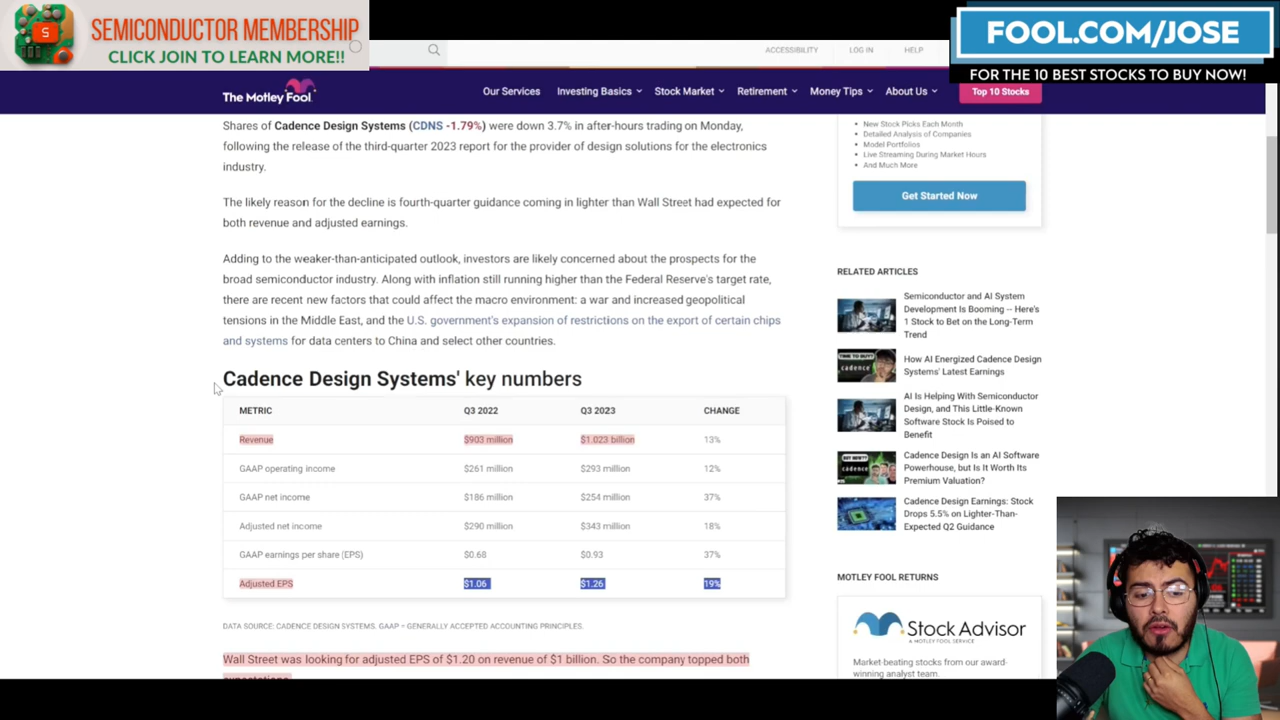 SEMICONDUCTOR MEMBERSHIP
CLICK JOIN TO LEARN MORE!!
S
FOOL.COM/JOSE
FOR THE 10 BEST STOCKS TO BUY NOW!
ACCESSIBILITY LOG IN HELP
The Motley Fool
Our Services Investing Basics Stock Market Retirement Money Tips About Us Top 10 Stocks
Shares of Cadence Design Systems (CDNS -1.79%) were down 3.7% in after-hours trading on Monday,
following the release of the third-quarter 2023 report for the provider of design solutions for the electronics
industry.
The likely reason for the decline is fourth-quarter guidance coming in lighter than Wall Street had expected for
both revenue and adjusted earnings.
Adding to the weaker-than-anticipated outlook, investors are likely concerned about the prospects for the
broad semiconductor industry. Along with inflation still running higher than the Federal Reserve's target rate,
there are recent new factors that could affect the macro environment: a war and increased geopolitical
tensions in the Middle East, and the U.S. government's expansion of restrictions on the export of certain chips
and systems for data centers to China and select other countries.
Cadence Design Systems' key numbers
METRIC Q3 2022 Q3 2023 CHANGE
Revenue $903 million $1.023 billion 13%
GAAP operating income $261 million $293 million 12%
GAAP net income $186 million $254 million 37%
Adjusted net income $290 million $343 million 18%
GAAP earnings per share (EPS) $0.68 $0.93 37%
Adjusted EPS $1.06 $1.26 19%
DATA SOURCE: CADENCE DESIGN SYSTEMS. GAAP = GENERALLY ACCEPTED ACCOUNTING PRINCIPLES.
Wall Street was looking for adjusted EPS of $1.20 on revenue of $1 billion. So the company topped both
expectations.
• New Stock Picks Each Month
• Detailed Analysis of Companies
• Model Portfolios
• Live Streaming During Market Hours
• And Much More
Get Started Now
RELATED ARTICLES
Semiconductor and AI System
Development Is Booming -- Here's
1 Stock to Bet on the Long-Term
Trend
How AI Energized Cadence Design
Systems' Latest Earnings
AI Is Helping With Semiconductor
Design, and This Little-Known
Software Stock Is Poised to
Benefit
Cadence Design Is an AI Software
Powerhouse, but Is It Worth Its
Premium Valuation?
Cadence Design Earnings: Stock
Drops 5.5% on Lighter-Than-
Expected Q2 Guidance
MOTLEY FOOL RETURNS
Stock Advisor
A MOTLEY FOOL SERVICE
Market-beating stocks from our award-
winning analyst team.